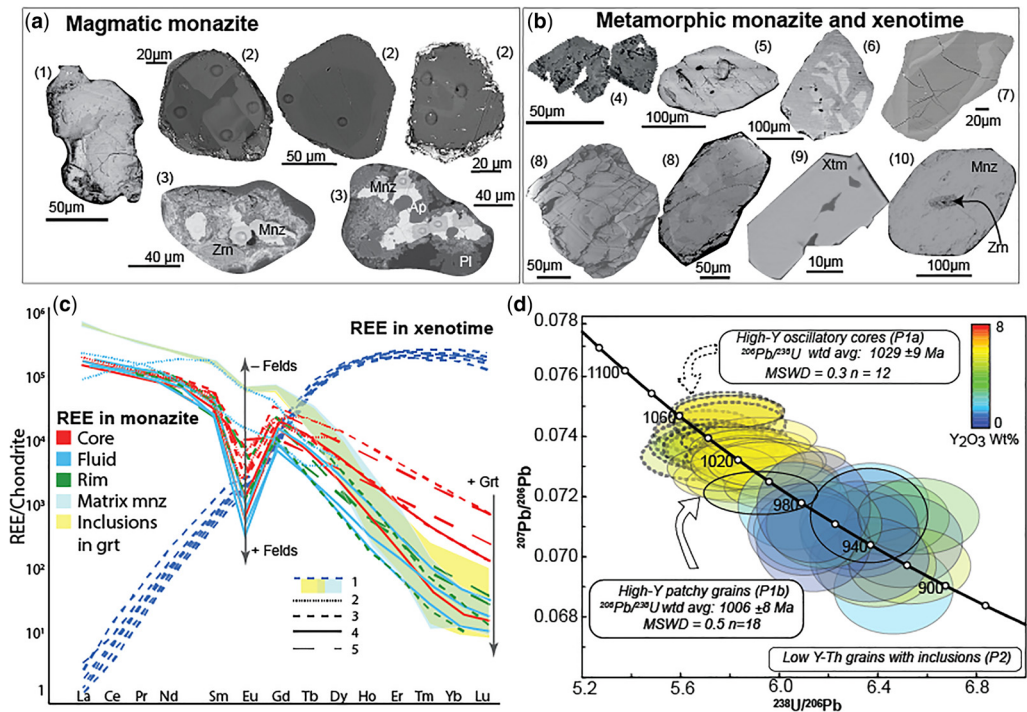 (a) Magmatic monazite
20μm
(2)
(2)
(2)
(1)
50 μm
20 μm
50μm
(3)
Mnz
Zrn
40 μm
(3)
Mnz
Ap
Pl
40 μm
(b) Metamorphic monazite and xenotime
(4)
50μm
(5)
100μm
(6)
100μm
(7)
20μm
(8)
50μm
(8)
50μm
(9)
Xtm
10μm
(10)
Mnz
Zrn
100μm
(c)
REE/Chondrite
10⁶
10⁵
10⁴
10³
10²
10¹
1
REE in xenotime
– Felds
+ Felds
+ Grt
REE in monazite
Core
Fluid
Rim
Matrix mnz
Inclusions
in grt
1
2
3
4
5
La Ce Pr Nd Sm Eu Gd Tb Dy Ho Er Tm Yb Lu
(d)
²⁰⁷Pb/²⁰⁶Pb
0.078
0.076
0.074
0.072
0.070
0.068
High-Y oscillatory cores (P1a)
²⁰⁶Pb/²³⁸U wtd avg: 1029 ±9 Ma
MSWD = 0.3 n = 12
8
0
Y₂O₃ Wt%
1100
1060
1020
980
940
900
High-Y patchy grains (P1b)
²⁰⁶Pb/²³⁸U wtd avg: 1006 ±8 Ma
MSWD = 0.5 n=18
Low Y-Th grains with inclusions (P2)
5.2 5.6 6.0 6.4 6.8
²³⁸U/²⁰⁶Pb